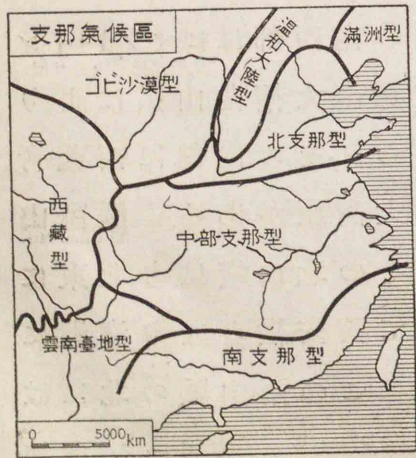 支那氣候區
滿洲型
溫和大陸型
ゴビ沙漠型
北支那型
西藏型
中部支那型
雲南臺地型
南支那型
0 5000 km